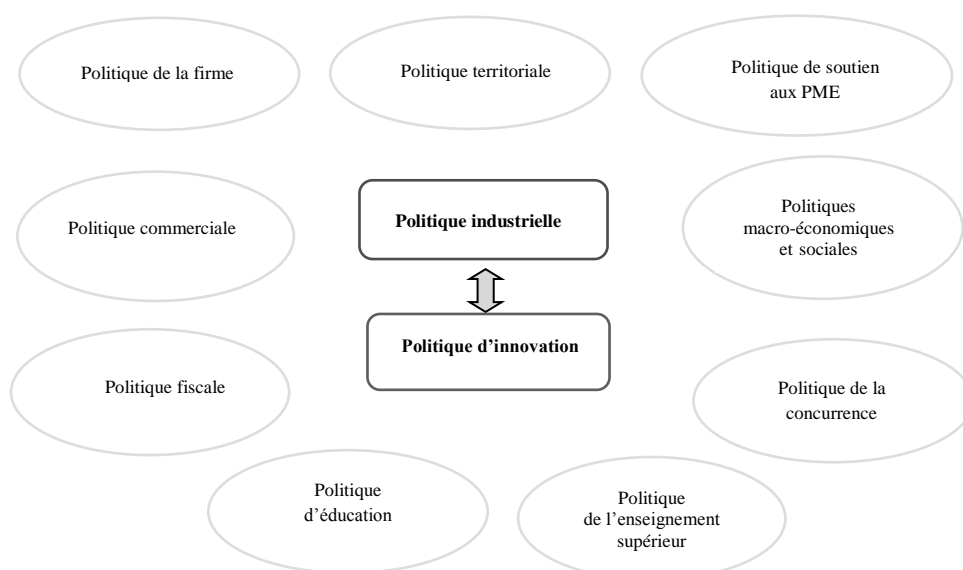 Politique de la firme
Politique territoriale
Politique de soutien
aux PME
Politique commerciale
Politique industrielle
Politiques
macro-économiques
et sociales
Politique fiscale
Politique d’innovation
Politique de la
concurrence
Politique
d’éducation
Politique
de l’enseignement
supérieur